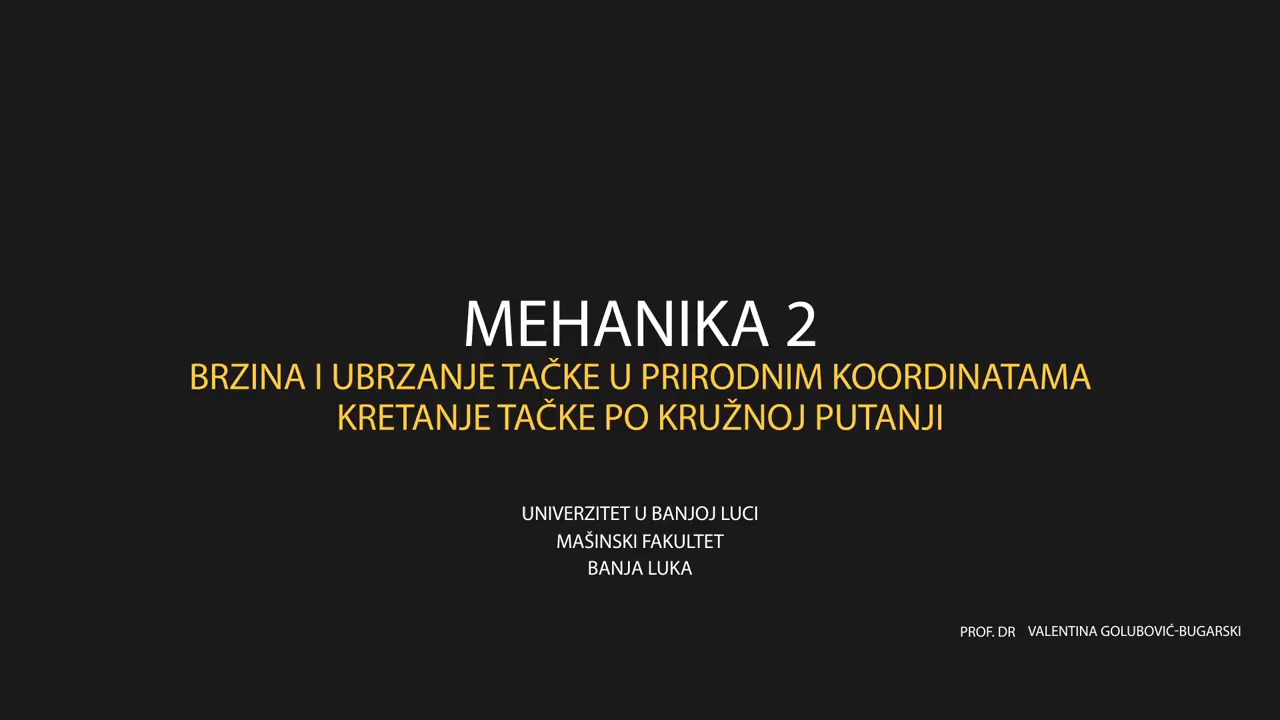 MEHANIKA 2
BRZINA I UBRZANJE TAČKE U PRIRODNIM KOORDINATAMA
KRETANJE TAČKE PO KRUŽNOJ PUTANJI
UNIVERZITET U BANJOJ LUCI
MAŠINSKI FAKULTET
BANJA LUKA
PROF. DR VALENTINA GOLUBOVIĆ-BUGARSKI